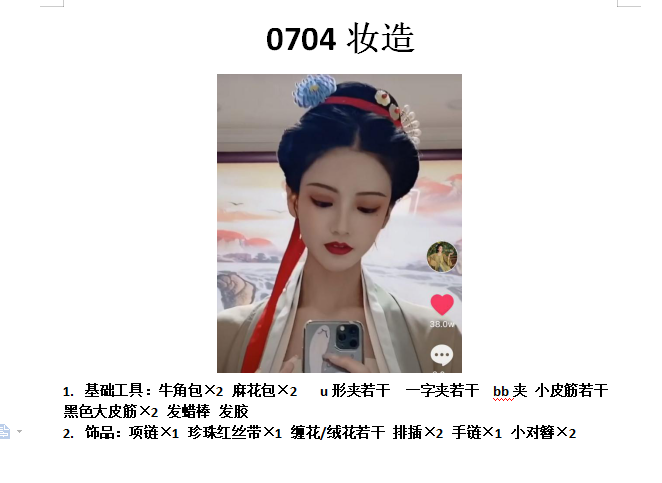 0704 妆造
38.0w
1. 基础工具：牛角包×2 麻花包×2 u形夹若干 一字夹若干 bb夹 小皮筋若干
黑色大皮筋×2 发蜡棒 发胶
2. 饰品：项链×1 珍珠红丝带×1 缠花/绒花若干 排插×2 手链×1 小对簪×2